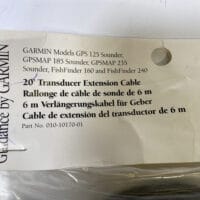 GARMIN Models GPS 125 Sounder,
GPSMAP 185 Sounder, GPSMAP 235
Sounder, FishFinder 160 and FishFinder 240
20' Transducer Extension Cable
Rallonge de câble de sonde de 6 m
6 m Verlängerungskabel für Geber
Cable de extensión del transductor de 6 m
Part No. 010-10170-01
Guidance by GARMIN